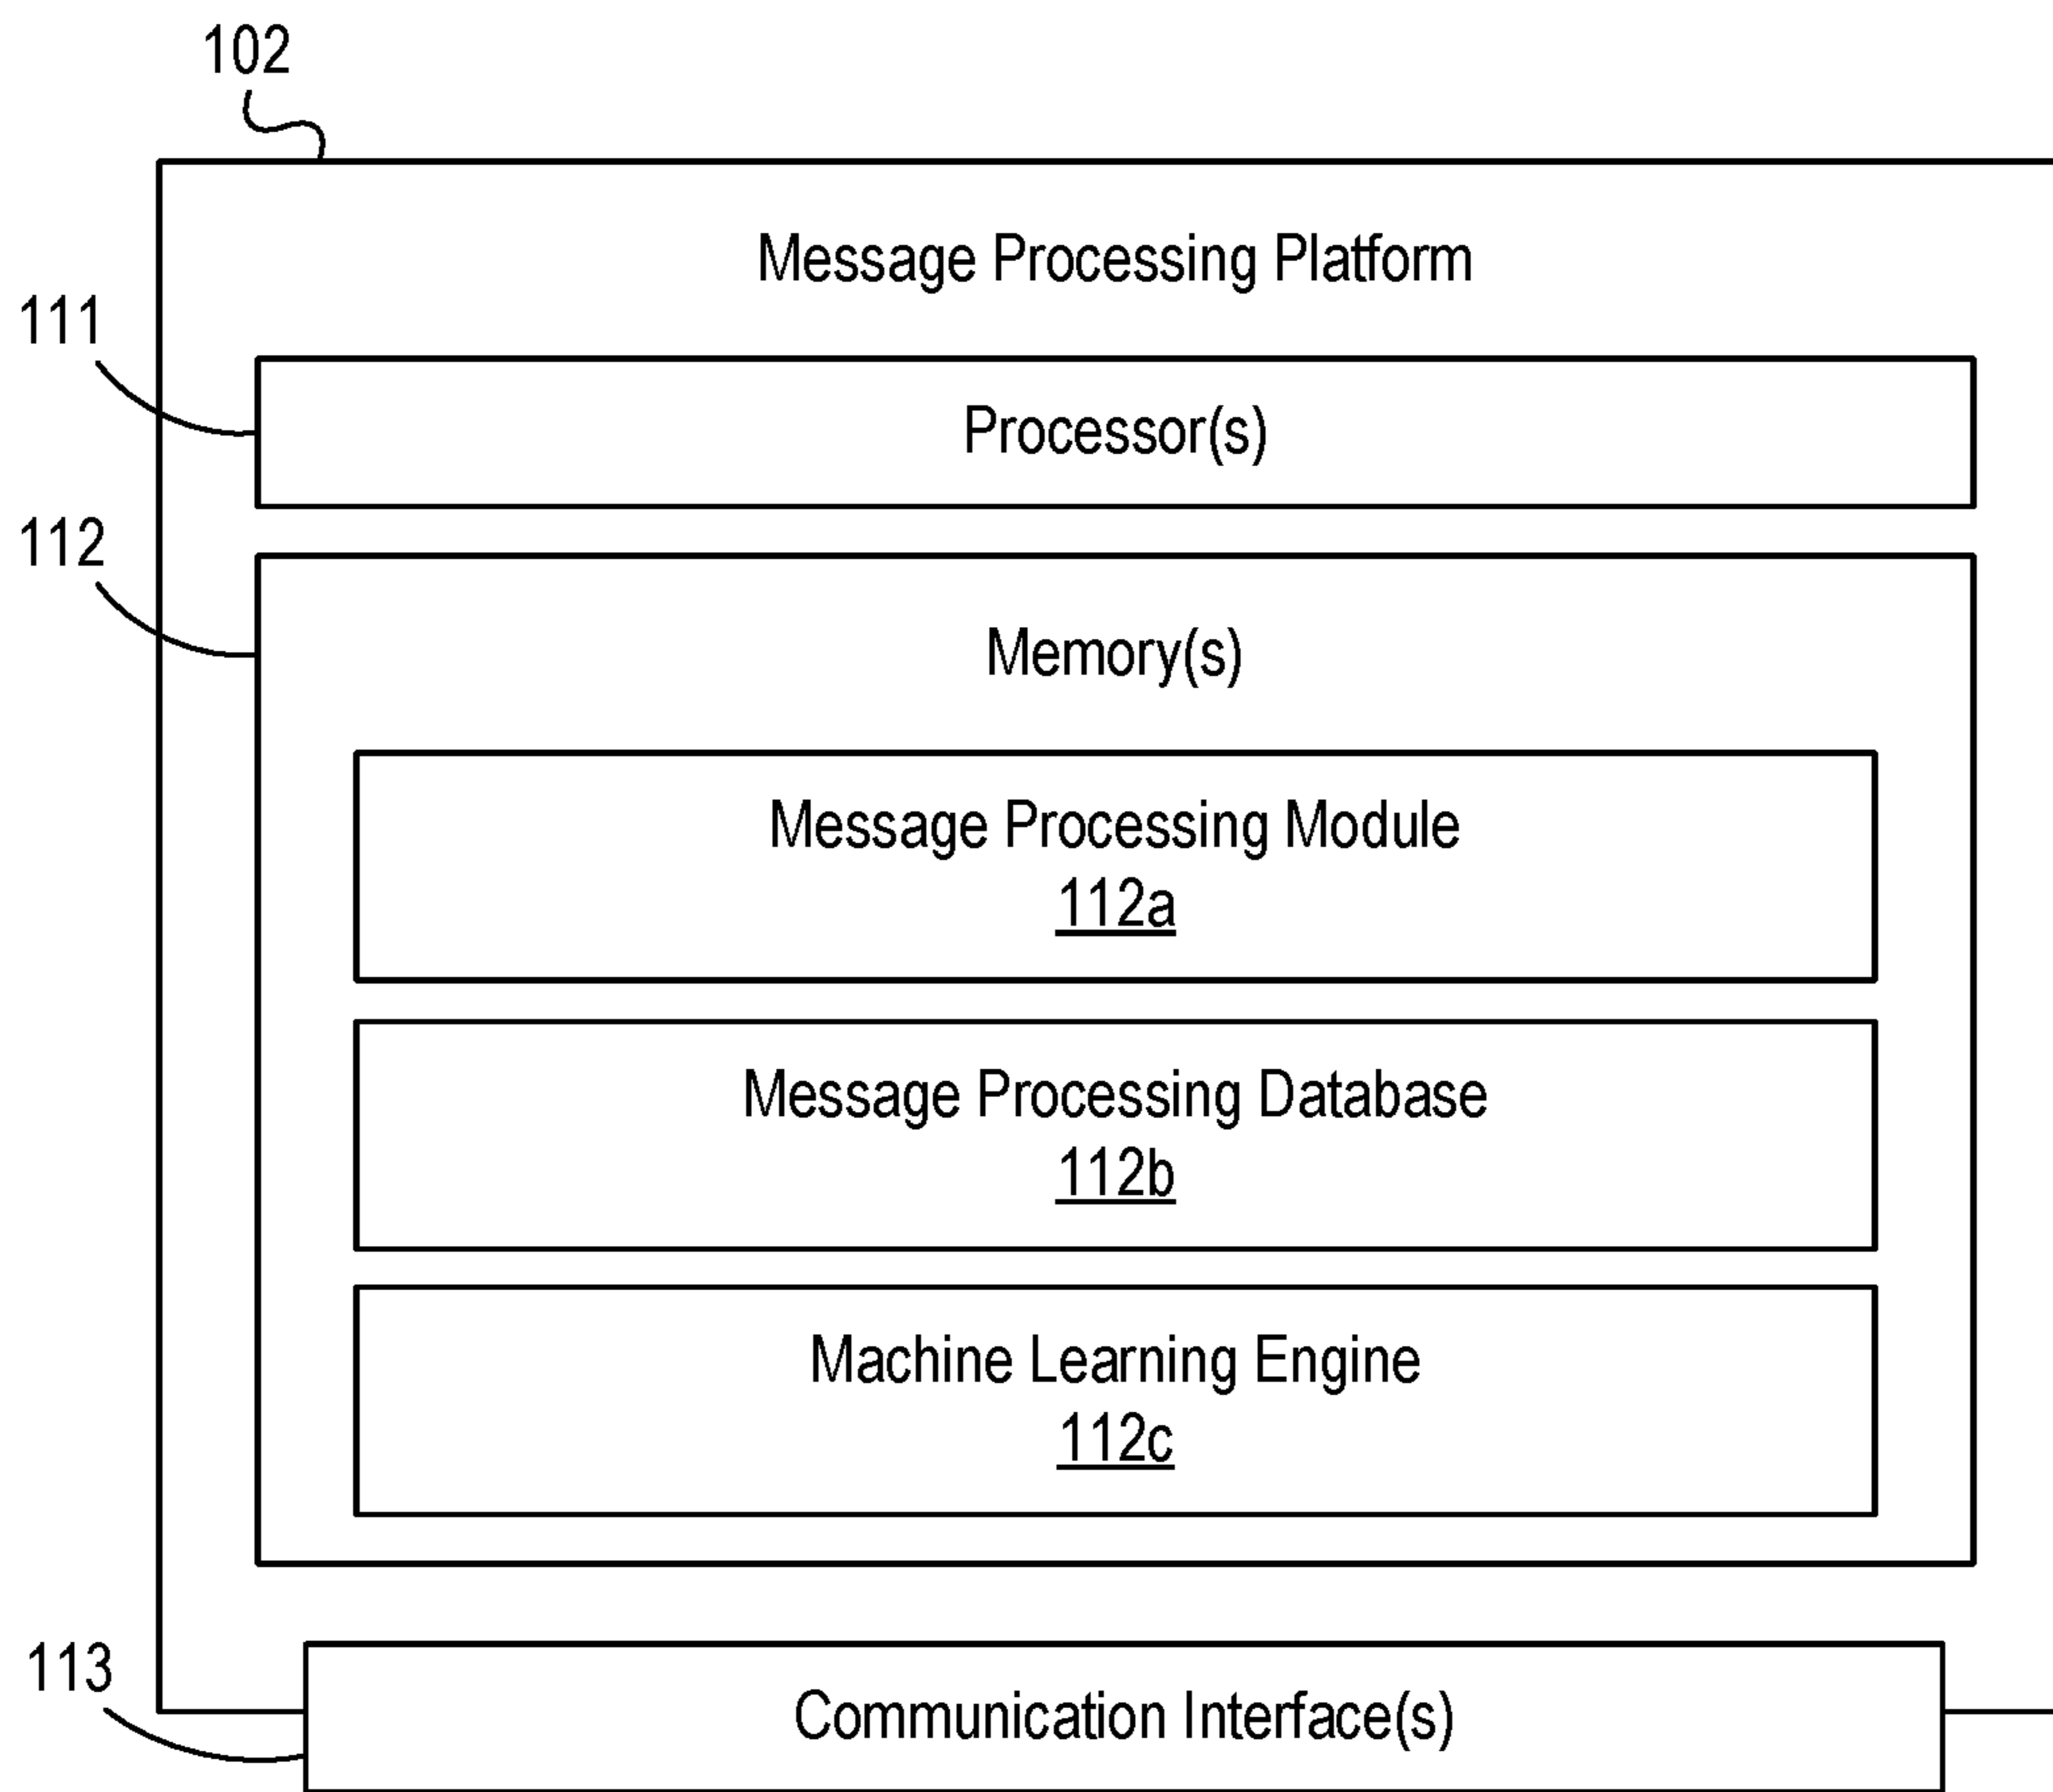 102
Message Processing Platform
111
Processor(s)
112
Memory(s)
Message Processing Module
112a
Message Processing Database
112b
Machine Learning Engine
112c
113
Communication Interface(s)